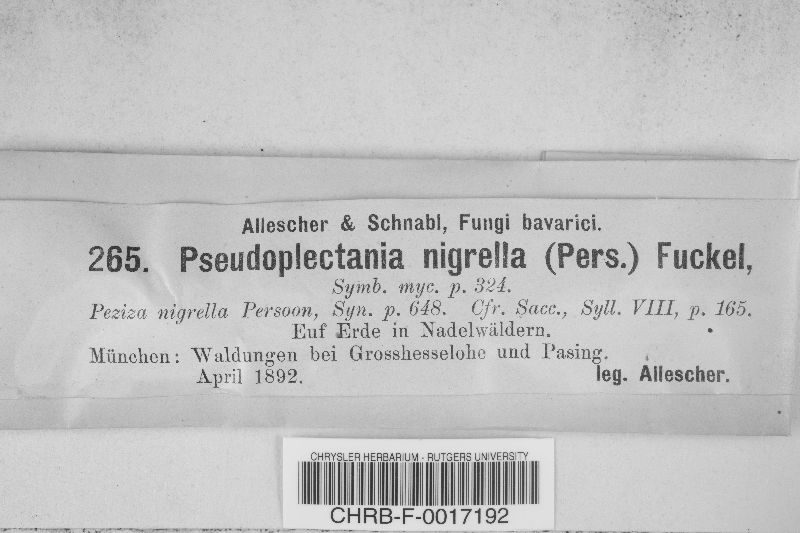 Allescher & Schnabl, Fungi bavarici.
265. Pseudoplectania nigrella (Pers.) Fuckel,
Symb. myc. p. 324.
Peziza nigrella Persoon, Syn. p. 648. Cfr. Sacc., Syll. VIII, p. 165.
Euf Erde in Nadelwäldern.
München: Waldungen bei Grosshesselohe und Pasing.
April 1892. leg. Allescher.
CHRYSLER HERBARIUM - RUTGERS UNIVERSITY
CHRB-F-0017192